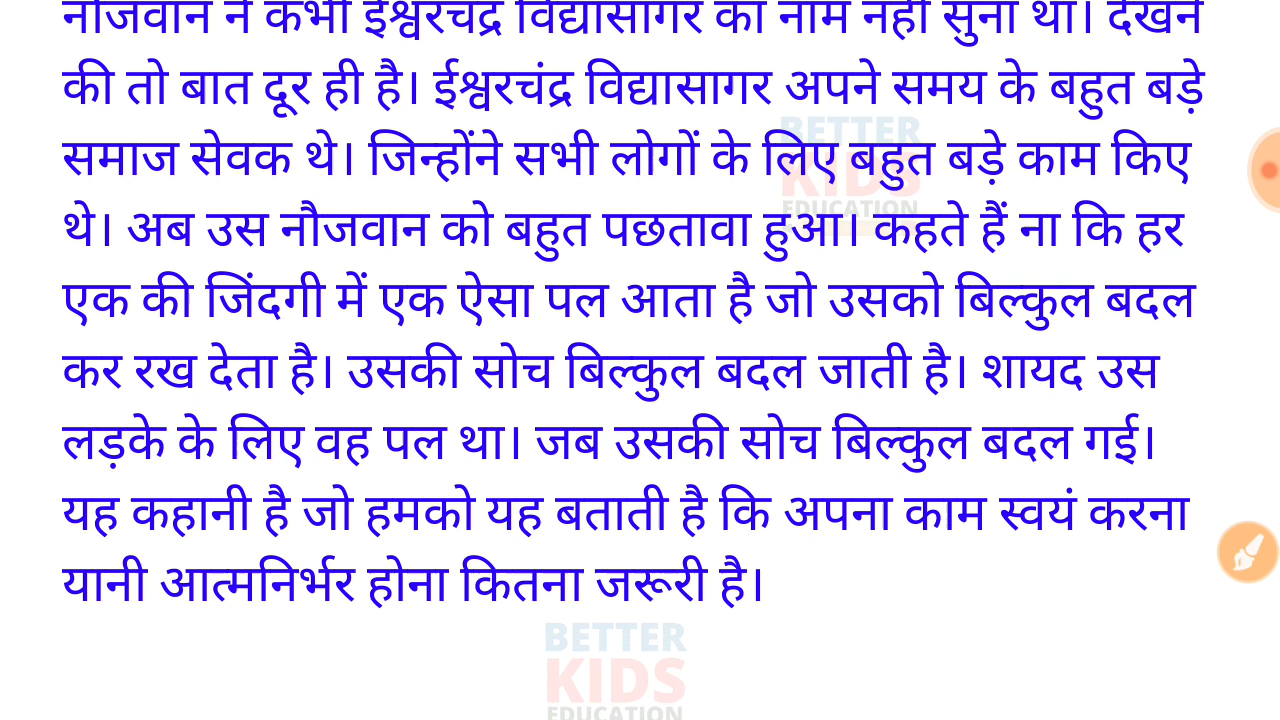 नौजवान ने कभी ईश्वरचंद्र विद्यासागर का नाम नहीं सुना था। देखने
की तो बात दूर ही है। ईश्वरचंद्र विद्यासागर अपने समय के बहुत बड़े
समाज सेवक थे। जिन्होंने सभी लोगों के लिए बहुत बड़े काम किए
थे। अब उस नौजवान को बहुत पछतावा हुआ। कहते हैं ना कि हर
एक की जिंदगी में एक ऐसा पल आता है जो उसको बिल्कुल बदल
कर रख देता है। उसकी सोच बिल्कुल बदल जाती है। शायद उस
लड़के के लिए वह पल था। जब उसकी सोच बिल्कुल बदल गई।
यह कहानी है जो हमको यह बताती है कि अपना काम स्वयं करना
यानी आत्मनिर्भर होना कितना जरूरी है।
BETTER
KIDS
EDUCATION
BETTER
KIDS
EDUCATION